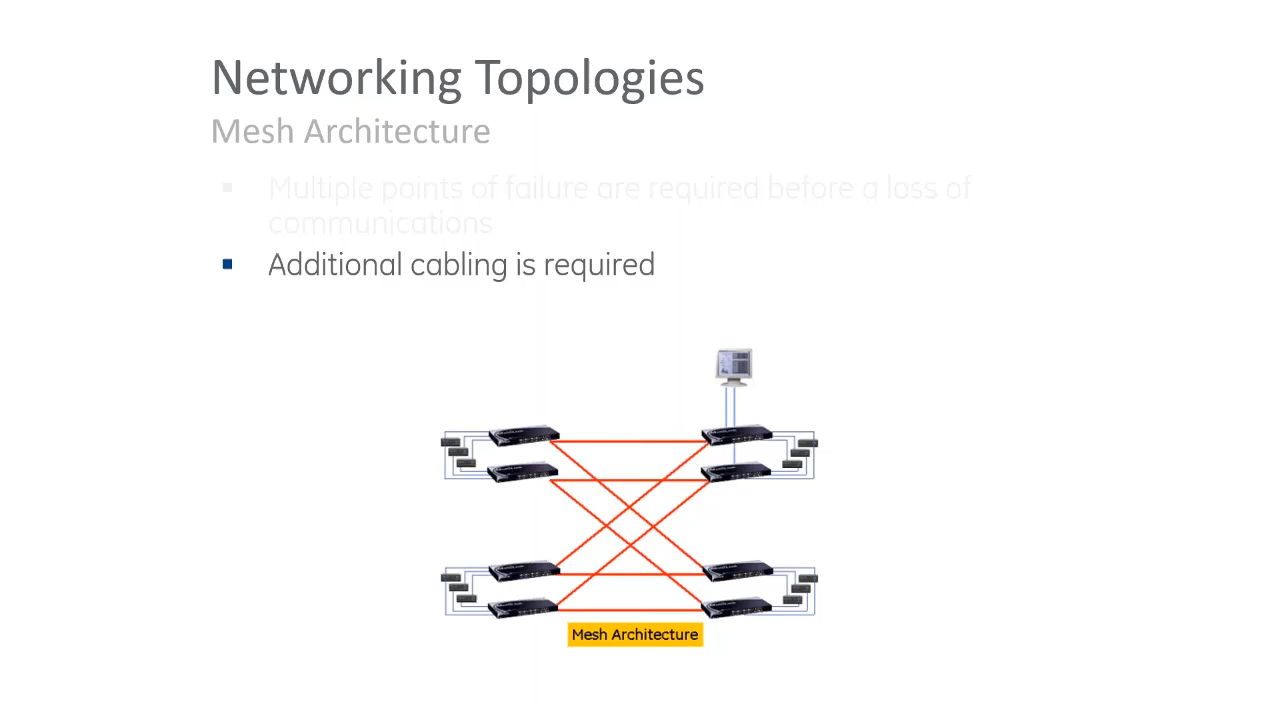 Networking Topologies
Mesh Architecture
▪ Multiple points of failure are required before a loss of
communications
▪ Additional cabling is required
Mesh Architecture